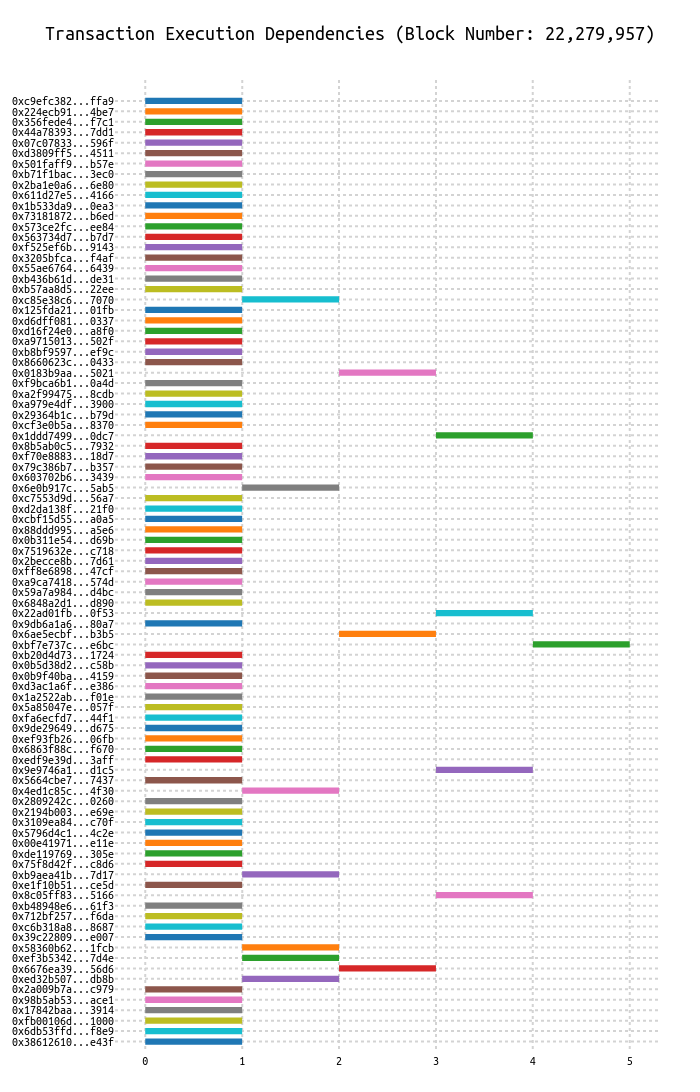 Transaction Execution Dependencies (Block Number: 22,279,957)
0xc9efc382...ffa9
0x224ecb91...4be7
0x356fede4...f7c1
0x44a78393...7dd1
0x07c07833...596f
0xd3809ff5...4511
0x501faff9...b57e
0xb71f1bac...3ec0
0x2ba1e0a6...6e80
0x611d27e5...4166
0x1b533da9...0ea3
0x73181872...b6ed
0x573ce2fc...ee84
0x563734d7...b7d7
0xf525ef6b...9143
0x3205bfca...f4af
0x55ae6764...6439
0xb436b61d...de31
0xb57aa8d5...22ee
0xc85e38c6...7070
0x125fda21...01fb
0xd6dff081...0337
0xd16f24e0...a8f0
0xa9715013...502f
0xb8bf9597...ef9c
0x8660623c...0433
0x0183b9aa...5021
0xf9bca6b1...0a4d
0xa2f99475...8cdb
0xa979e4df...3900
0x29364b1c...b79d
0xcf3e0b5a...8370
0x1ddd7499...0dc7
0x8b5ab0c5...7932
0xf70e8883...18d7
0x79c386b7...b357
0x603702b6...3439
0x6e0b917c...5ab5
0xc7553d9d...56a7
0xd2da138f...21f0
0xcbf15d55...a0a5
0x88ddd995...a5e6
0x0b311e54...d69b
0x7519632e...c718
0x2becce8b...7d61
0xff8e6898...47cf
0xa9ca7418...574d
0x59a7a984...d4bc
0x6848a2d1...d890
0x22ad01fb...0f53
0x9db6a1a6...80a7
0x6ae5ecbf...b3b5
0xbf7e737c...e6bc
0xb20d4d73...1724
0x0b5d38d2...c58b
0x0b9f40ba...4159
0xd3ac1a6f...e386
0x1a2522ab...f01e
0x5a85047e...057f
0xfa6ecfd7...44f1
0x9de29649...d675
0xef93fb26...06fb
0x6863f88c...f670
0xedf9e39d...3aff
0x9e9746a1...d1c5
0x5664cbe7...7437
0x4ed1c85c...4f30
0x2809242c...0260
0x2194b003...e69e
0x3109ea84...c70f
0x5796d4c1...4c2e
0x00e41971...e11e
0xde119769...305e
0x75f8d42f...c8d6
0xb9aea41b...7d17
0xe1f10b51...ce5d
0x8c05ff83...5166
0xb48948e6...61f3
0x712bf257...f6da
0xc6b318a8...8687
0x39c22809...e007
0x58360b62...1fcb
0xef3b5342...7d4e
0x6676ea39...56d6
0xed32b507...db8b
0x2a009b7a...c979
0x98b5ab53...ace1
0x17842baa...3914
0xfb00106d...1000
0x6db53ffd...f8e9
0x38612610...e43f
0 1 2 3 4 5